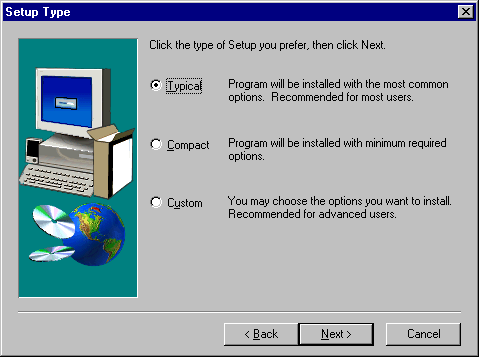 Setup Type
Click the type of Setup you prefer, then click Next.
Typical
Program will be installed with the most common
options. Recommended for most users.
Compact
Program will be installed with minimum required
options.
Custom
You may choose the options you want to install.
Recommended for advanced users.
< Back
Next >
Cancel